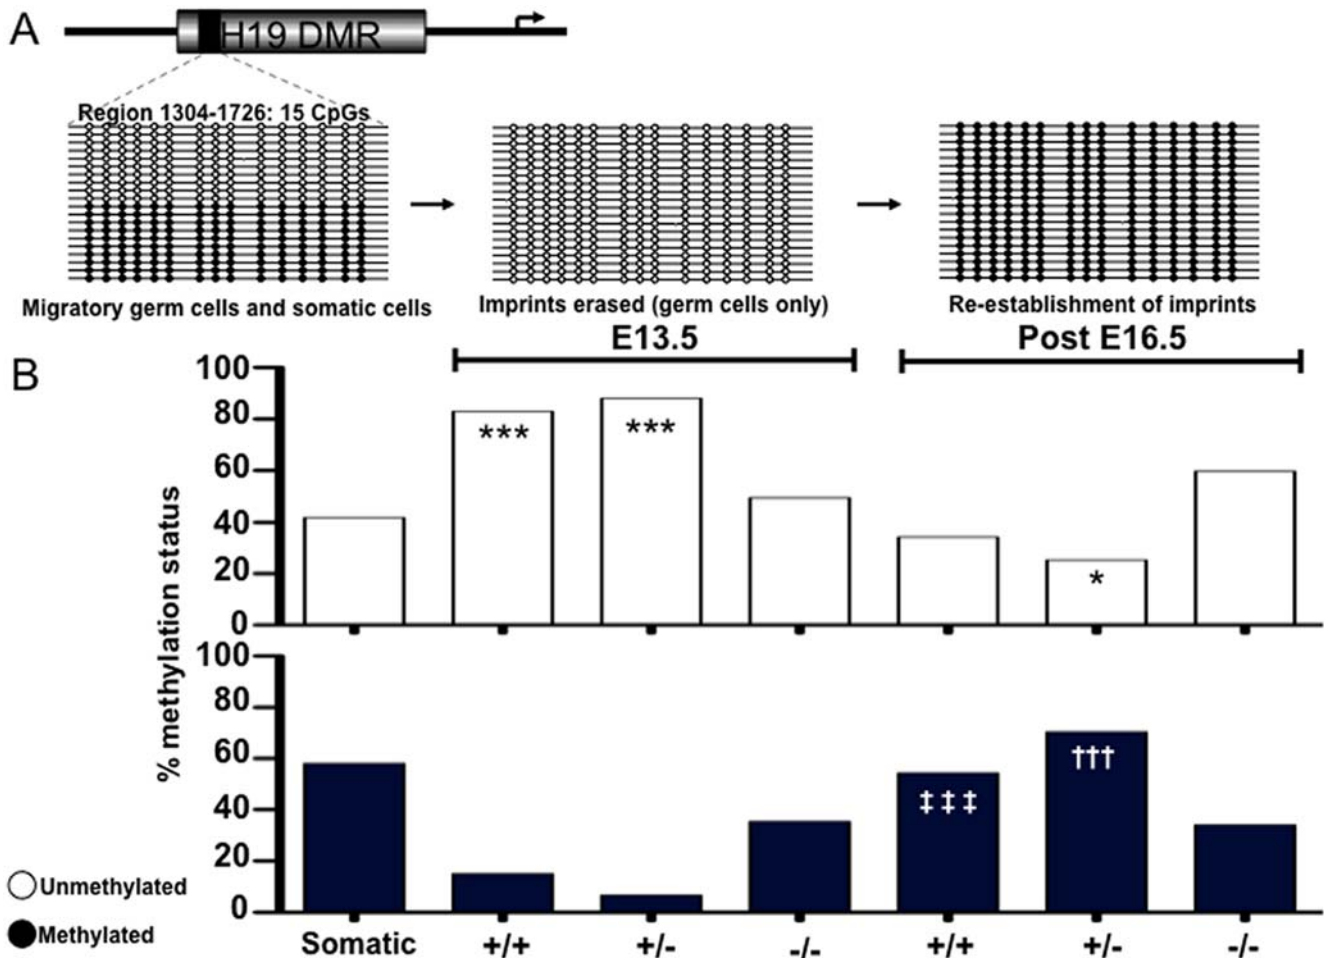 A
H19 DMR
Region 1304-1726: 15 CpGs
Migratory germ cells and somatic cells
Imprints erased (germ cells only)
Re-establishment of imprints
E13.5
Post E16.5
B
% methylation status
100
80
60
40
20
0
***
***
*
100
80
60
40
20
0
‡‡‡
†††
Unmethylated
Methylated
Somatic +/+ +/- -/- +/+ +/- -/-